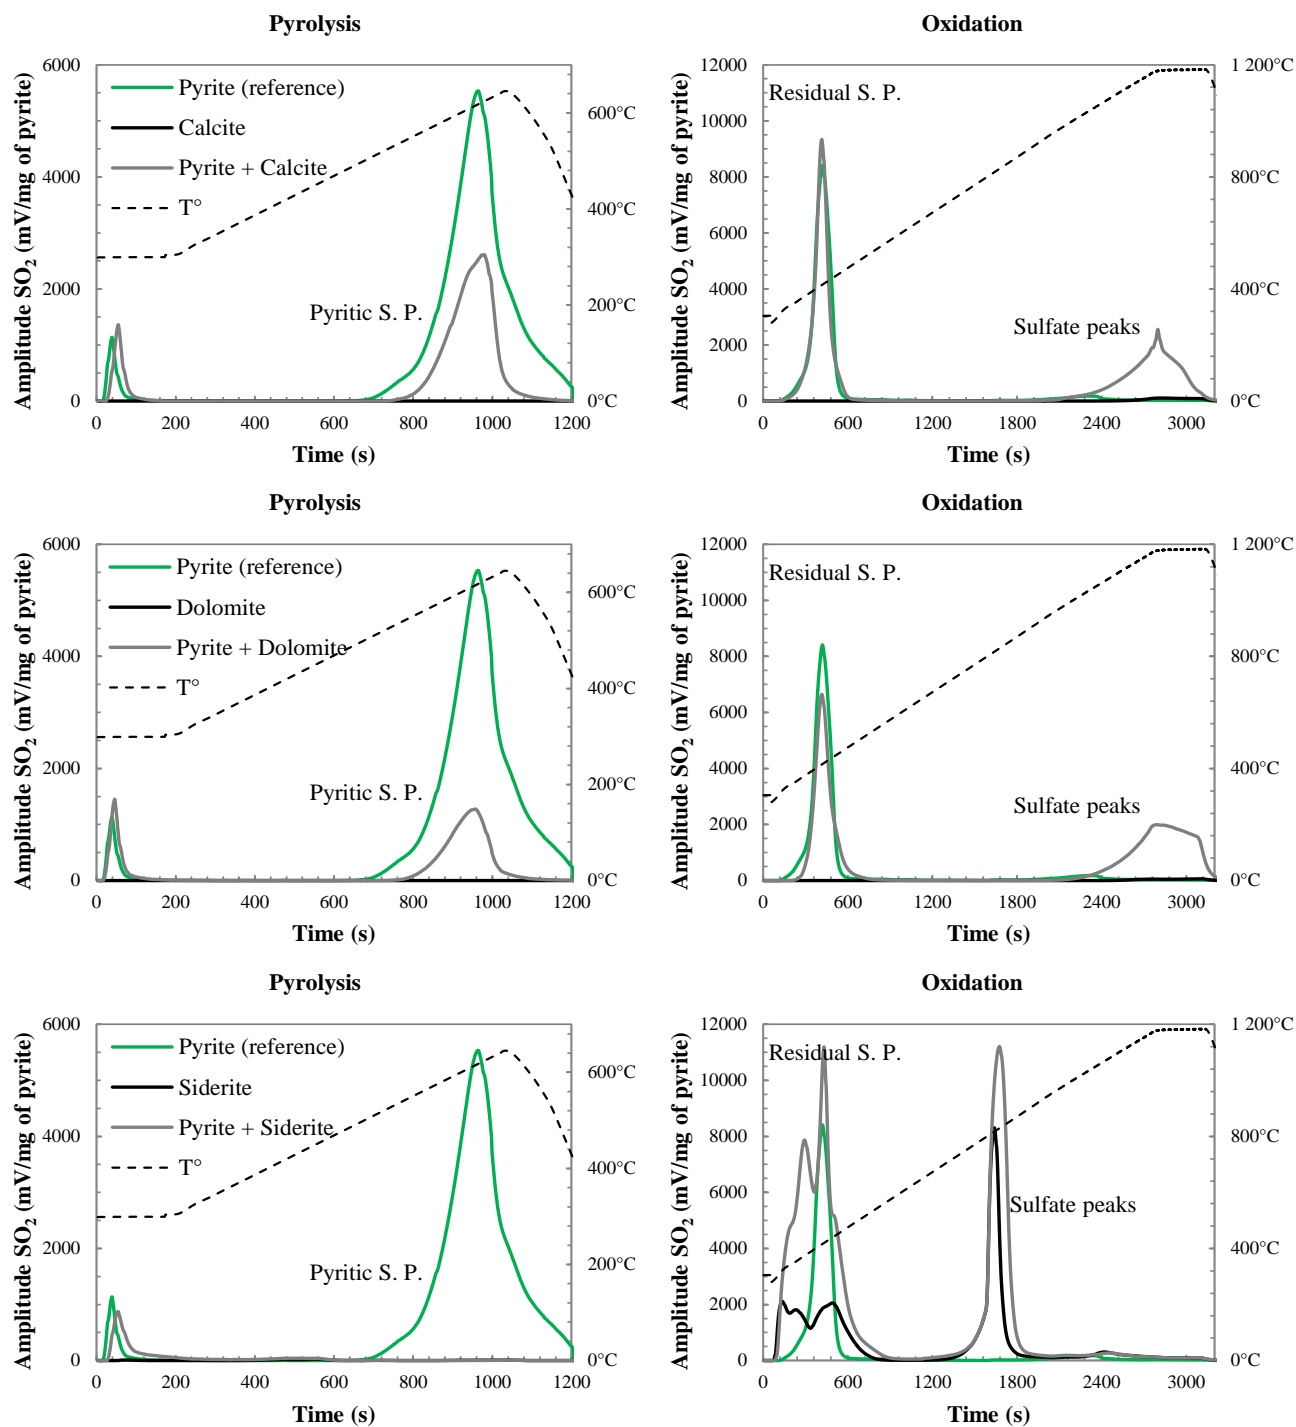 Pyrolysis
Amplitude SO2 (mV/mg of pyrite)
6000
4000
2000
0
Pyrite (reference)
Calcite
Pyrite + Calcite
T°
Pyritic S. P.
600°C
400°C
200°C
0°C
0 200 400 600 800 1000 1200
Time (s)
Oxidation
Amplitude SO2 (mV/mg of pyrite)
12000
10000
8000
6000
4000
2000
0
Residual S. P.
Sulfate peaks
1 200°C
800°C
400°C
0°C
0 600 1200 1800 2400 3000
Time (s)
Pyrolysis
Amplitude SO2 (mV/mg of pyrite)
6000
4000
2000
0
Pyrite (reference)
Dolomite
Pyrite + Dolomite
T°
Pyritic S. P.
600°C
400°C
200°C
0°C
0 200 400 600 800 1000 1200
Time (s)
Oxidation
Amplitude SO2 (mV/mg of pyrite)
12000
10000
8000
6000
4000
2000
0
Residual S. P.
Sulfate peaks
1 200°C
800°C
400°C
0°C
0 600 1200 1800 2400 3000
Time (s)
Pyrolysis
Amplitude SO2 (mV/mg of pyrite)
6000
4000
2000
0
Pyrite (reference)
Siderite
Pyrite + Siderite
T°
Pyritic S. P.
600°C
400°C
200°C
0°C
0 200 400 600 800 1000 1200
Time (s)
Oxidation
Amplitude SO2 (mV/mg of pyrite)
12000
10000
8000
6000
4000
2000
0
Residual S. P.
Sulfate peaks
1 200°C
800°C
400°C
0°C
0 600 1200 1800 2400 3000
Time (s)